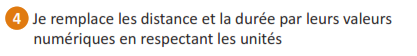 4 Je remplace les distance et la durée par leurs valeurs
numériques en respectant les unités